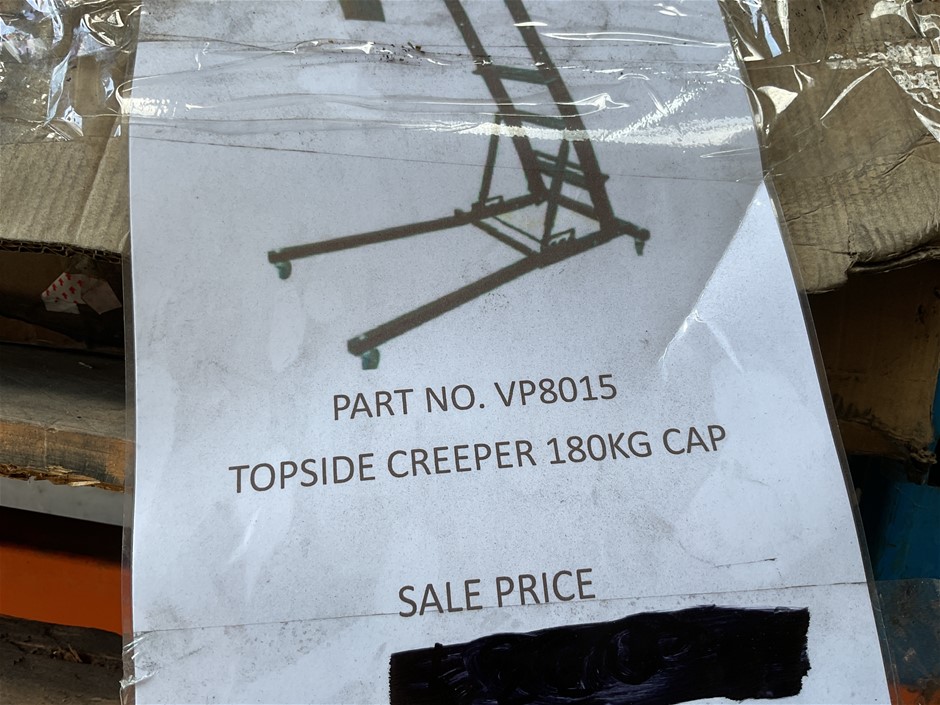 PART NO. VP8015
TOPSIDE CREEPER 180KG CAP
SALE PRICE